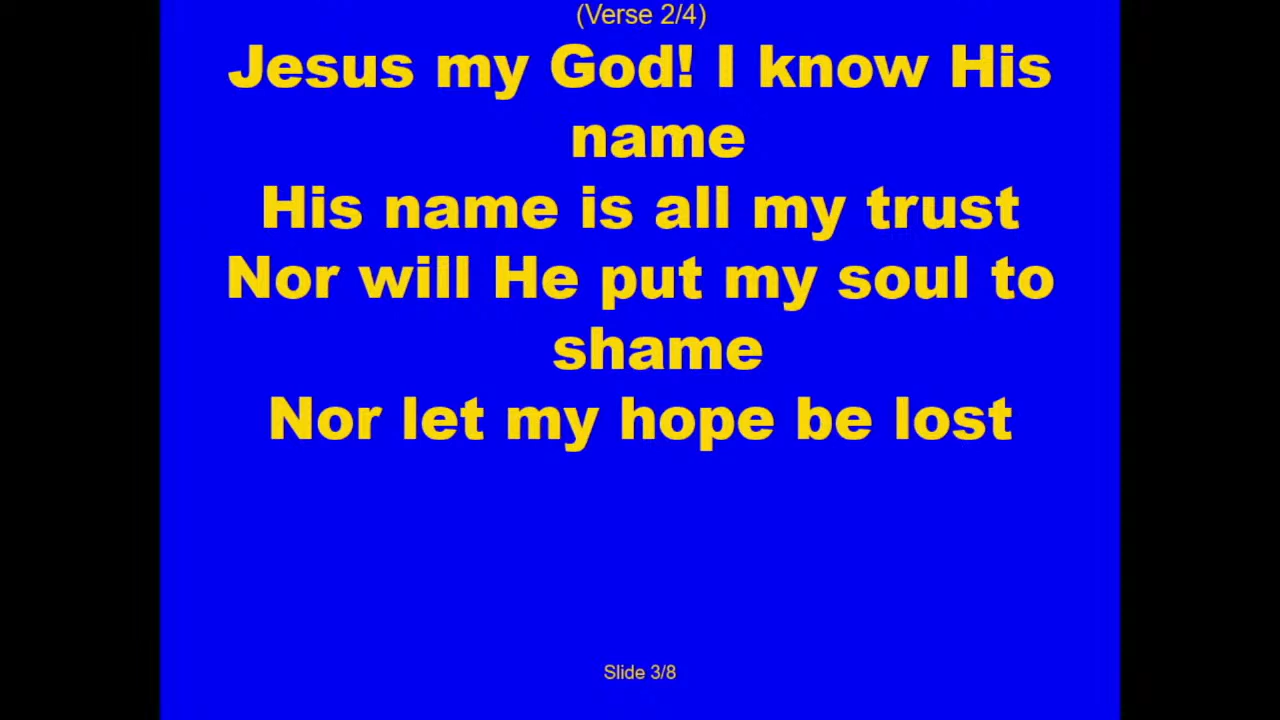 (Verse 2/4)
Jesus my God! I know His
name
His name is all my trust
Nor will He put my soul to
shame
Nor let my hope be lost
Slide 3/8